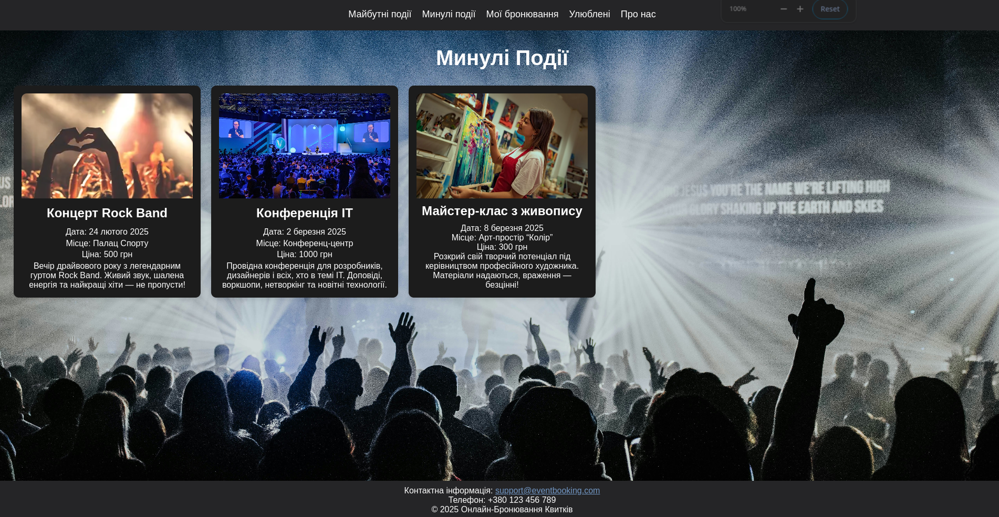 Майбутні події Минулі події Мої бронювання Улюблені Про нас
100% − + Reset
Минулі Події
Концерт Rock Band
Дата: 24 лютого 2025
Місце: Палац Спорту
Ціна: 500 грн
Вечір драйвового року з легендарним
гуртом Rock Band. Живий звук, шалена
енергія та найкращі хіти — не пропусти!
Конференція IT
Дата: 2 березня 2025
Місце: Конференц-центр
Ціна: 1000 грн
Провідна конференція для розробників,
дизайнерів і всіх, хто в темі IT. Доповіді,
воркшопи, нетворкінг та новітні технології.
Майстер-клас з живопису
Дата: 8 березня 2025
Місце: Арт-простір “Колір”
Ціна: 300 грн
Розкрий свій творчий потенціал під
керівництвом професійного художника.
Матеріали надаються, враження —
безцінні!
JESUS YOU'RE THE NAME WE'RE LIFTING HIGH
GLORY SHAKING UP THE EARTH AND SKIES
Контактна інформація: support@eventbooking.com
Телефон: +380 123 456 789
© 2025 Онлайн-Бронювання Квитків